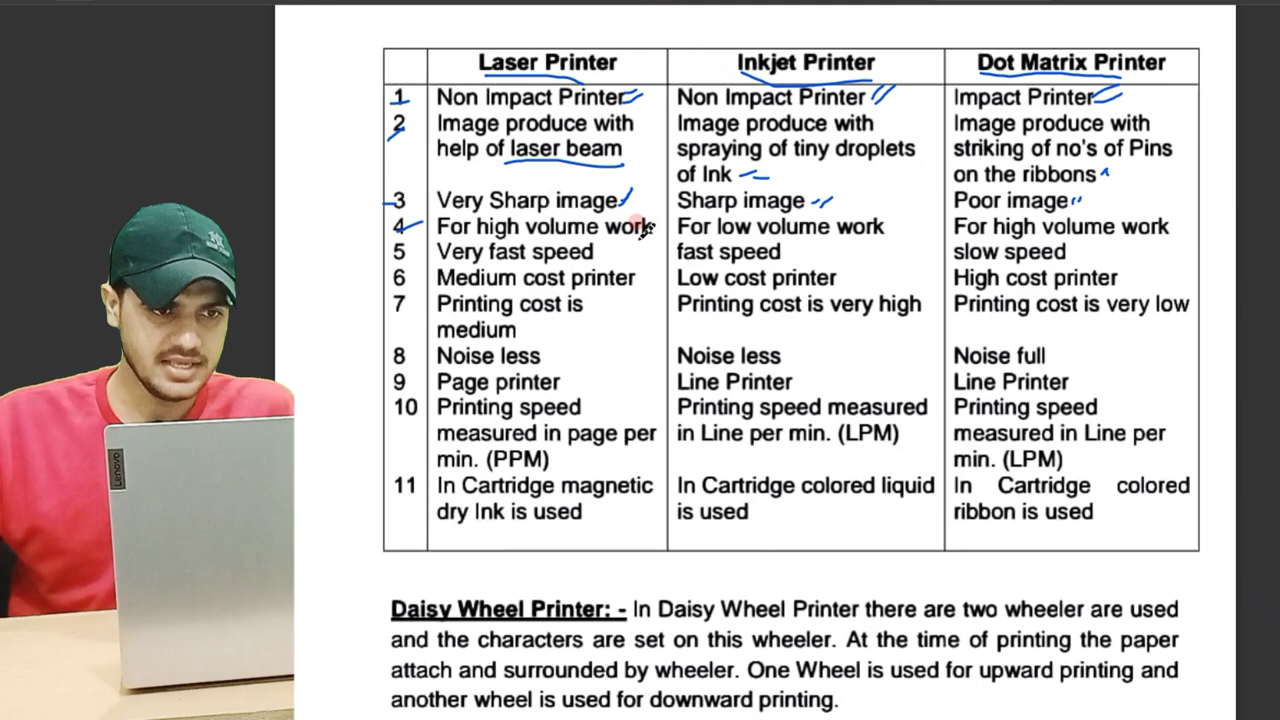 Laser Printer Inkjet Printer Dot Matrix Printer
1 Non Impact Printer Non Impact Printer Impact Printer
2 Image produce with Image produce with Image produce with
help of laser beam spraying of tiny droplets striking of no's of Pins
of Ink on the ribbons
3 Very Sharp image Sharp image Poor image
4 For high volume work For low volume work For high volume work
5 Very fast speed fast speed slow speed
6 Medium cost printer Low cost printer High cost printer
7 Printing cost is Printing cost is very high Printing cost is very low
medium
8 Noise less Noise less Noise full
9 Page printer Line Printer Line Printer
10 Printing speed Printing speed measured Printing speed
measured in page per in Line per min. (LPM) measured in Line per
min. (PPM) min. (LPM)
11 In Cartridge magnetic In Cartridge colored liquid In Cartridge colored
dry Ink is used is used ribbon is used
Lenovo
Daisy Wheel Printer: - In Daisy Wheel Printer there are two wheeler are used
and the characters are set on this wheeler. At the time of printing the paper
attach and surrounded by wheeler. One Wheel is used for upward printing and
another wheel is used for downward printing.